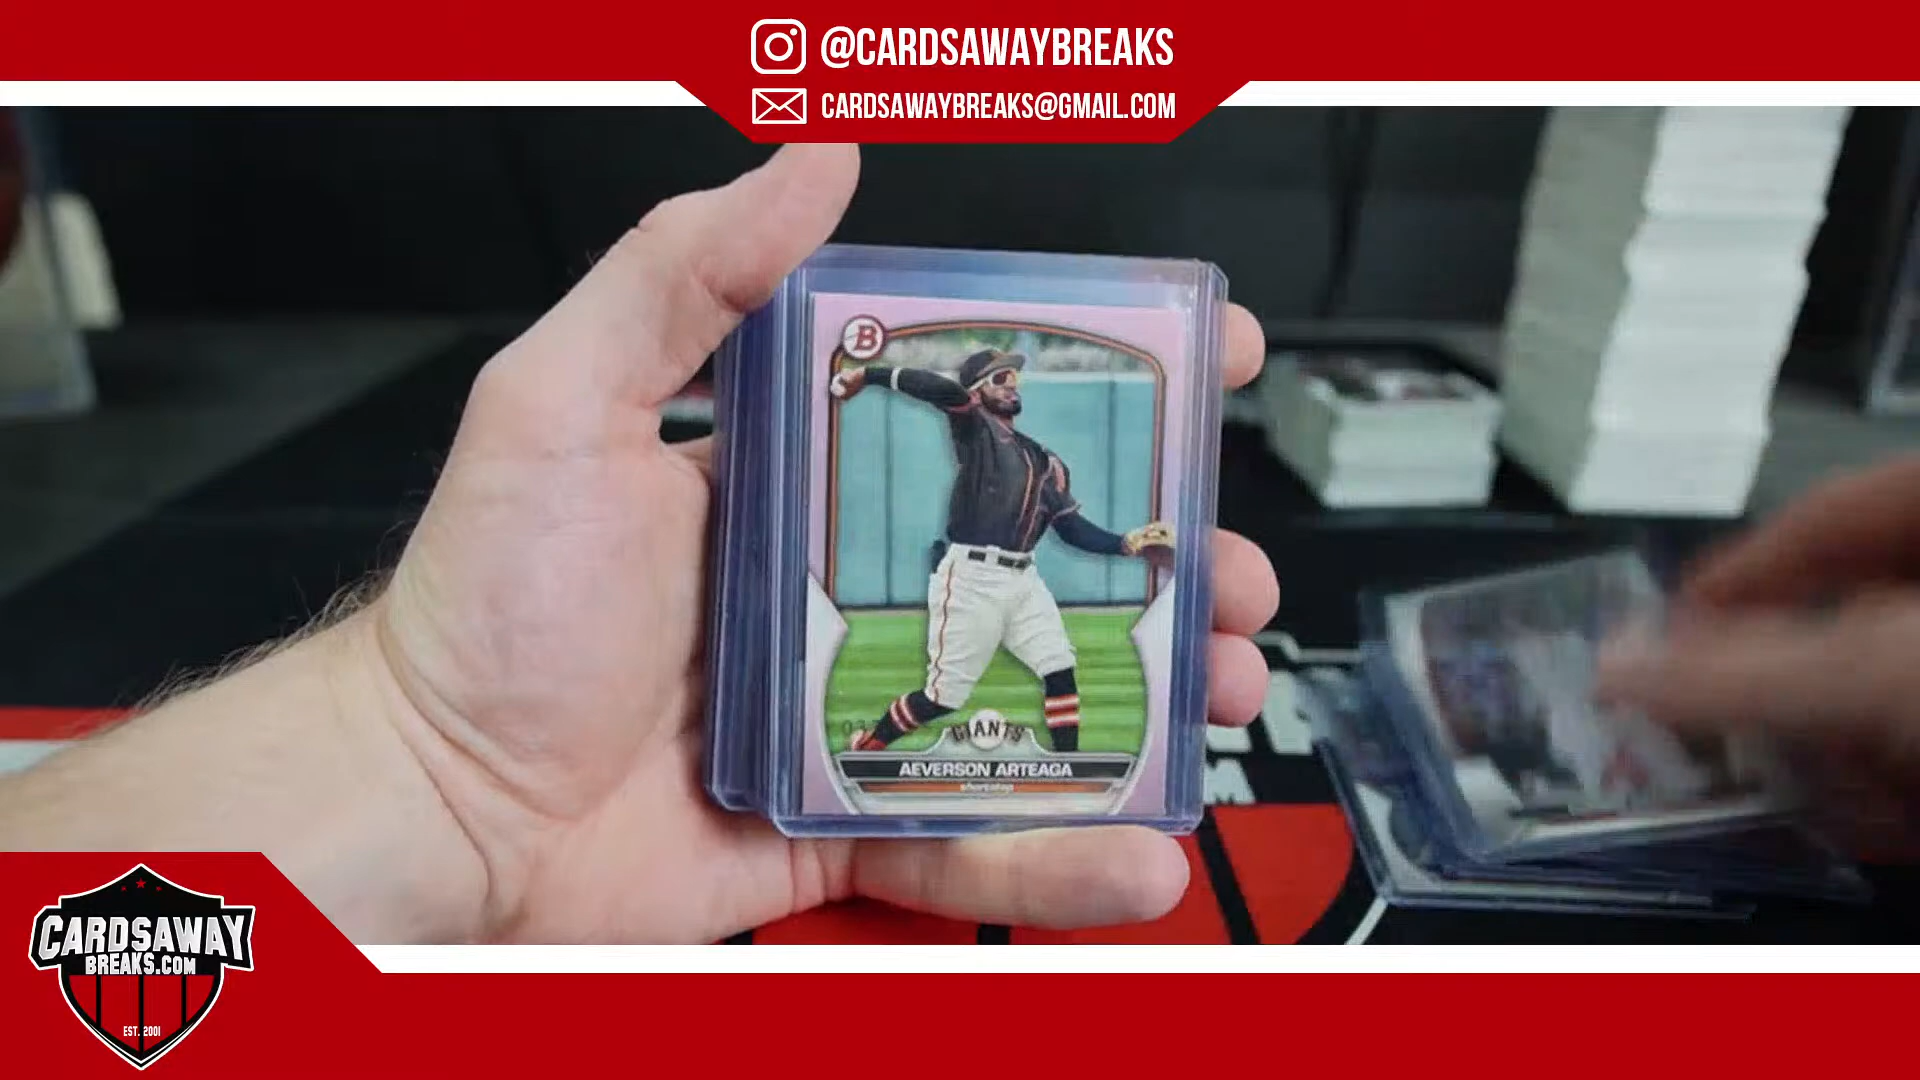 @CARDSAWAYBREAKS
CARDSAWAYBREAKS@GMAIL.COM
B
GIANTS
AEVERSON ARTEAGA
shortstop
CARDSAWAY
BREAKS.COM
EST. 2001